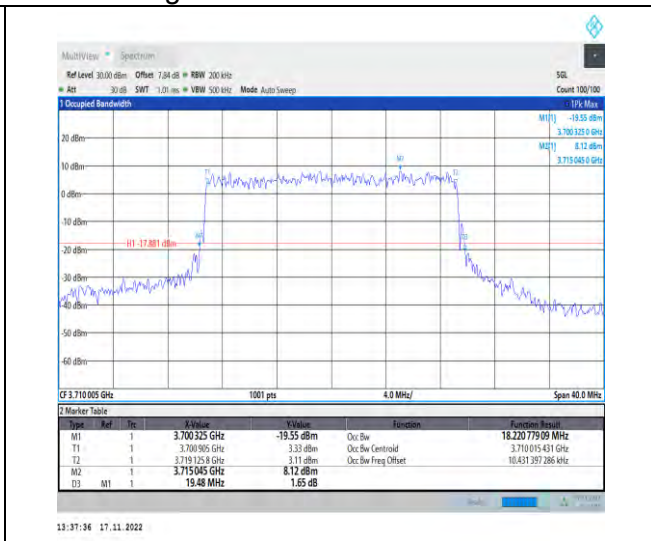 MultiView Spectrum
Ref Level 30.00 dBm Offset 7.84 dB RBW 200 kHz SGL
Att 30 dB SWT 1.01 ms VBW 500 kHz Mode Auto Sweep Count 100/100
1 Occupied Bandwidth 1Pk Max
M1[1] -19.55 dBm
3.700 325 0 GHz
M2[1] 8.12 dBm
3.715 045 0 GHz
20 dBm
10 dBm
0 dBm
-10 dBm
-20 dBm
-30 dBm
-40 dBm
-50 dBm
-60 dBm
T1
M2
T2
H1 -17.881 dBm
CF 3.710 005 GHz 1001 pts 4.0 MHz/ Span 40.0 MHz
2 Marker Table
Type Ref Trc X-Value Y-Value Function Function Result
M1 1 3.700325 GHz -19.55 dBm Occ Bw 18.220 779 09 MHz
T1 1 3.700 905 GHz 3.33 dBm Occ Bw Centroid 3.710 015 431 GHz
T2 1 3.719 125 8 GHz 3.11 dBm Occ Bw Freq Offset 10.431 397 286 kHz
M2 1 3.715045 GHz 8.12 dBm
D3 M1 1 19.48 MHz 1.65 dB
13:37:36 17.11.2022